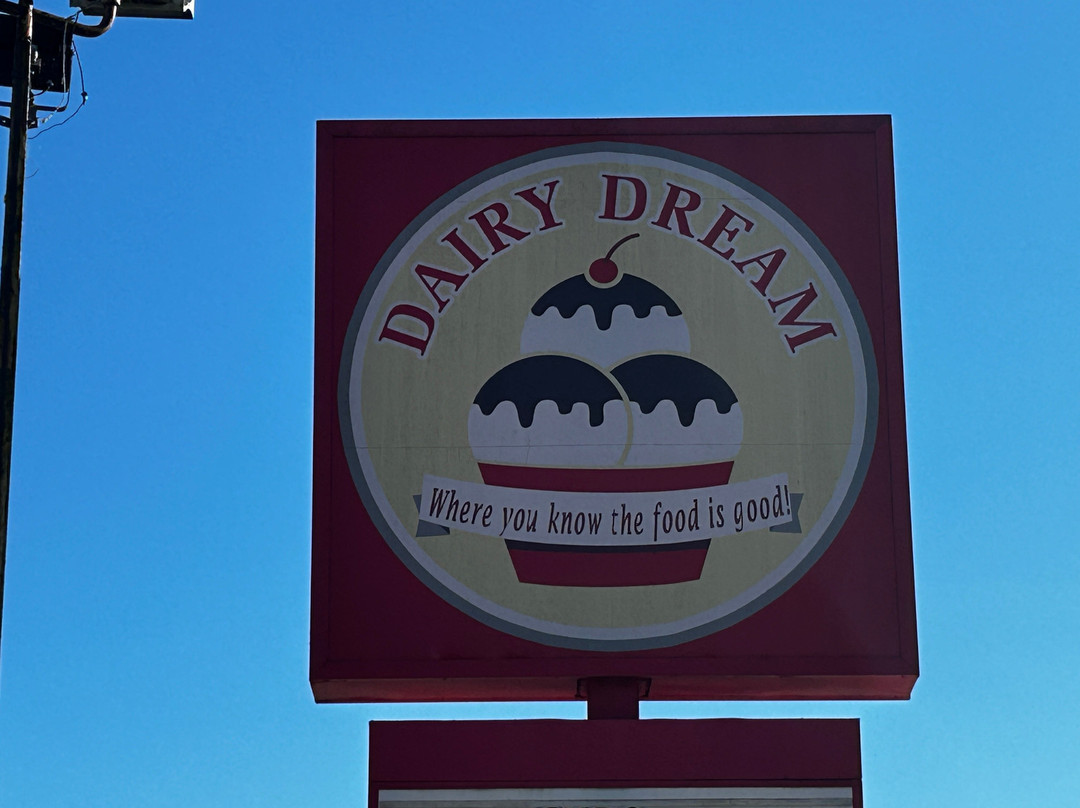 DAIRY DREAM
Where you know the food is good!